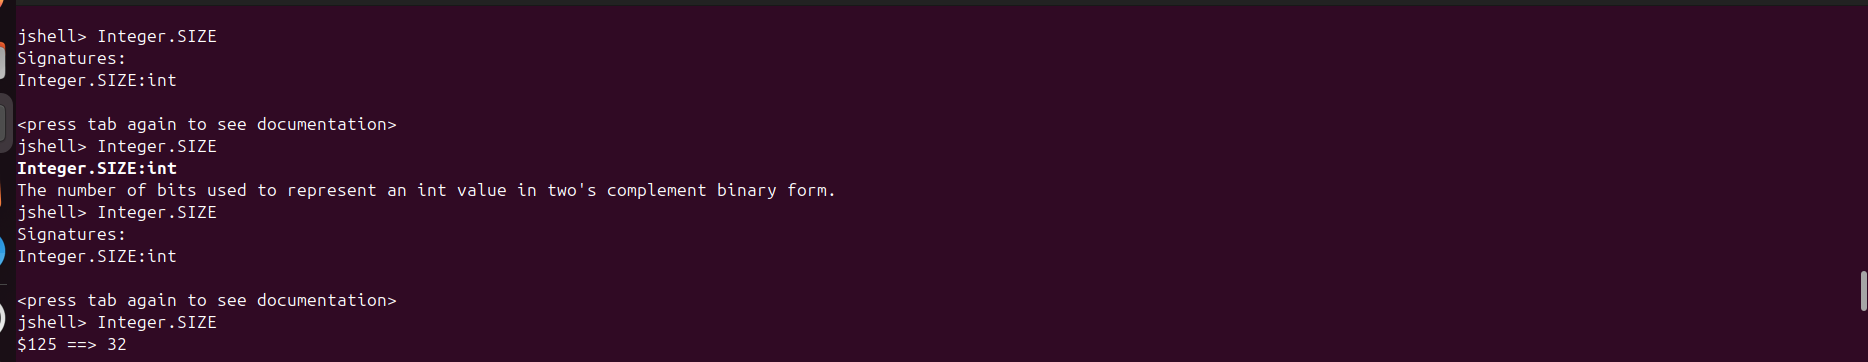 jshell> Integer.SIZE
Signatures:
Integer.SIZE:int
<press tab again to see documentation>
jshell> Integer.SIZE
Integer.SIZE:int
The number of bits used to represent an int value in two's complement binary form.
jshell> Integer.SIZE
Signatures:
Integer.SIZE:int
<press tab again to see documentation>
jshell> Integer.SIZE
$125 ==> 32